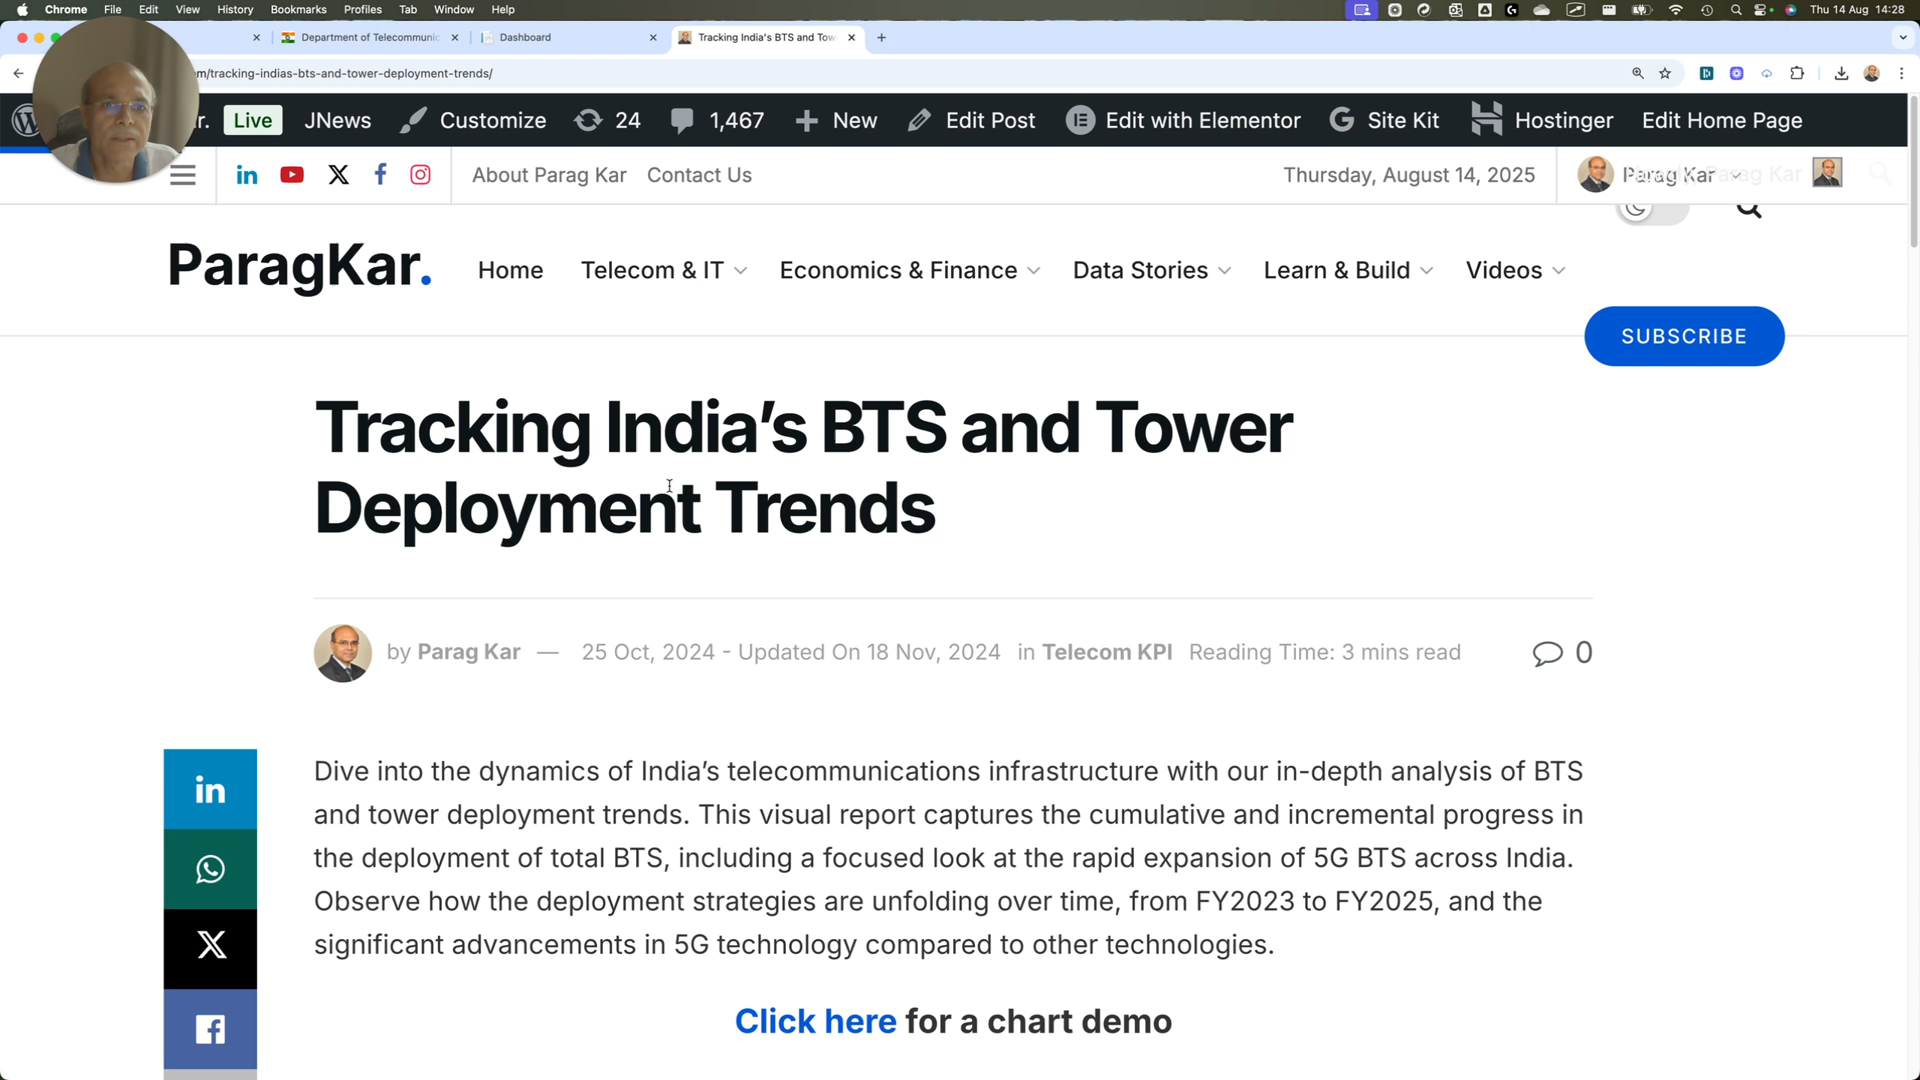 Chrome File Edit View History Bookmarks Profiles Tab Window Help Thu 14 Aug 14:28
Department of Telecommunic Dashboard Tracking India's BTS and Tow
/tracking-indias-bts-and-tower-deployment-trends/
r. Live JNews Customize 24 1,467 New Edit Post Edit with Elementor Site Kit Hostinger Edit Home Page
About Parag Kar Contact Us Thursday, August 14, 2025 Parag Kar
ParagKar. Home Telecom & IT Economics & Finance Data Stories Learn & Build Videos
SUBSCRIBE
Tracking India's BTS and Tower
Deployment Trends
by Parag Kar — 25 Oct, 2024 - Updated On 18 Nov, 2024 in Telecom KPI Reading Time: 3 mins read 0
Dive into the dynamics of India's telecommunications infrastructure with our in-depth analysis of BTS
and tower deployment trends. This visual report captures the cumulative and incremental progress in
the deployment of total BTS, including a focused look at the rapid expansion of 5G BTS across India.
Observe how the deployment strategies are unfolding over time, from FY2023 to FY2025, and the
significant advancements in 5G technology compared to other technologies.
Click here for a chart demo